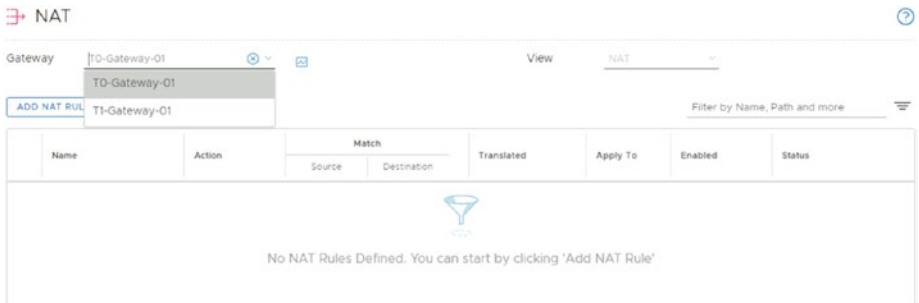 NAT
Gateway T0-Gateway-01 View NAT
T0-Gateway-01
T1-Gateway-01
ADD NAT RUL Filter by Name, Path and more
Name Action Match Translated Apply To Enabled Status
Source Destination
No NAT Rules Defined. You can start by clicking 'Add NAT Rule'